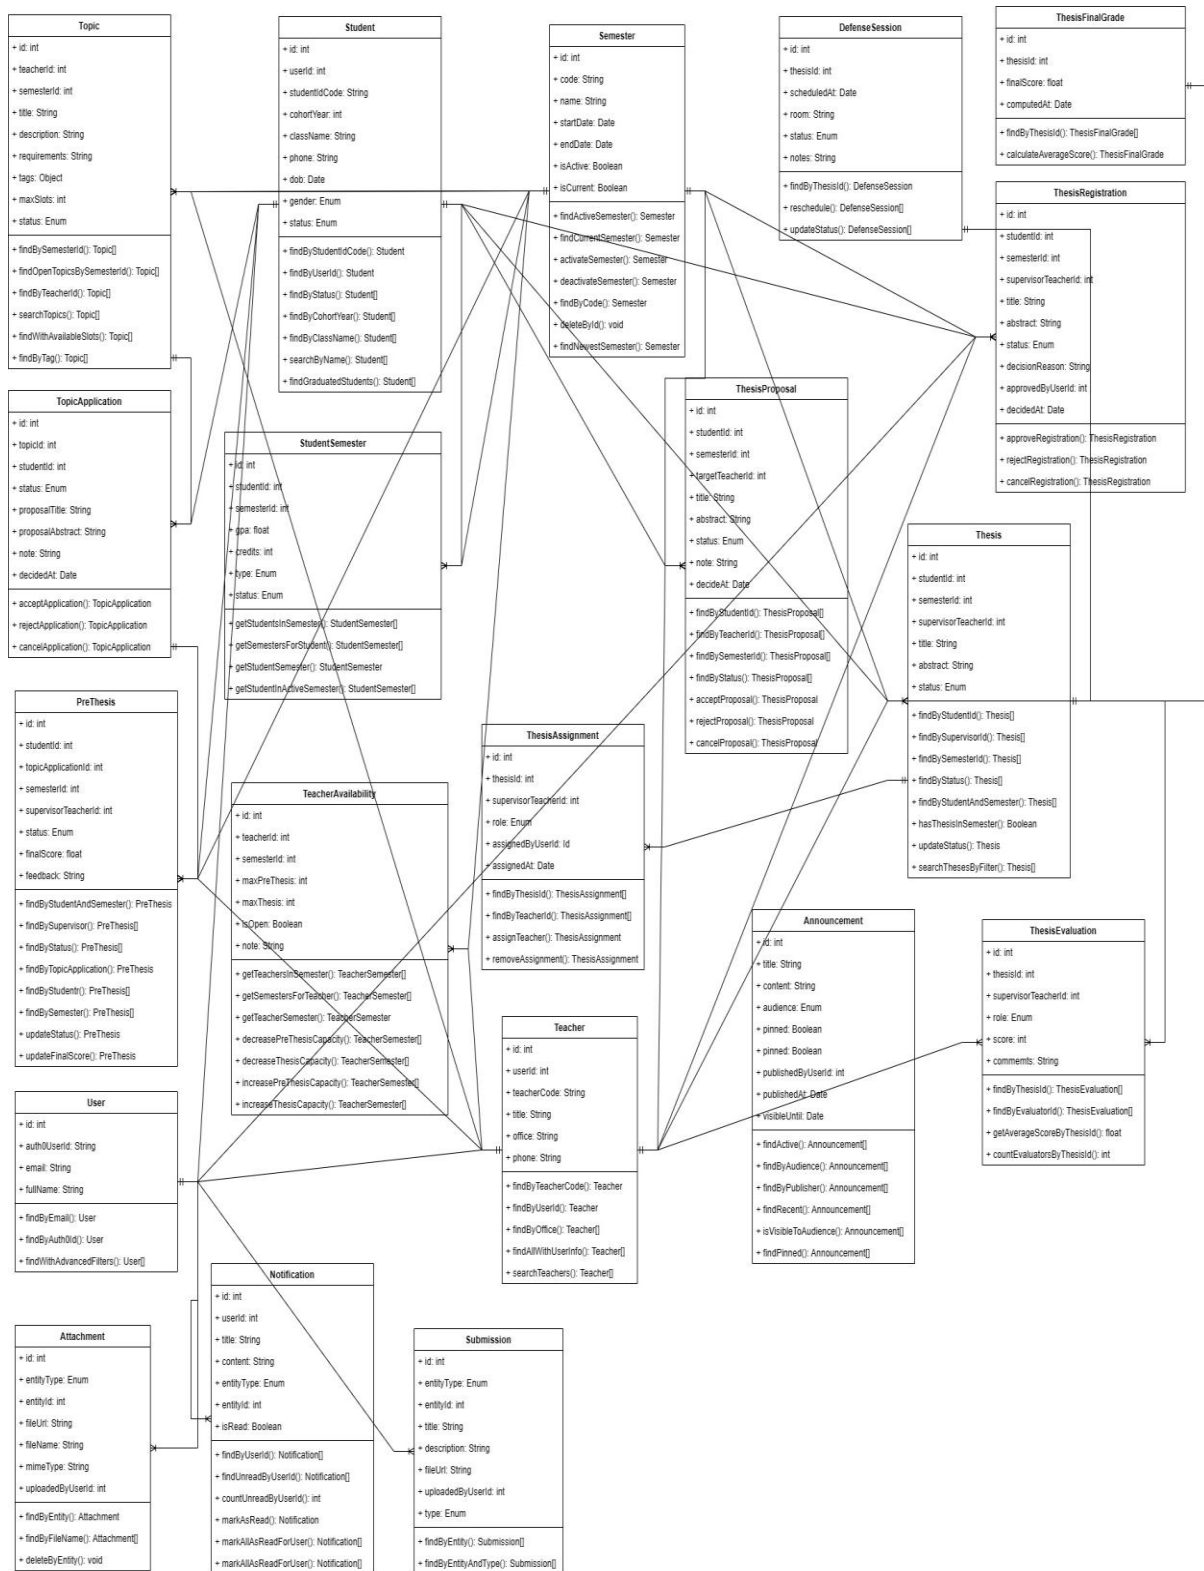 Topic
+ id: int
+ teacherId: int
+ semesterId: int
+ title: String
+ description: String
+ requirements: String
+ tags: Object
+ maxSlots: int
+ status: Enum
+ findBySemesterId(): Topic[]
+ findOpenTopicsBySemesterId(): Topic[]
+ findByTeacherId(): Topic[]
+ searchTopics(): Topic[]
+ findWithAvailableSlots(): Topic[]
+ findByTag(): Topic[]
Student
+ id: int
+ userId: int
+ studentIdCode: String
+ cohortYear: int
+ className: String
+ phone: String
+ dob: Date
+ gender: Enum
+ status: Enum
+ findByStudentIdCode(): Student
+ findByUserId(): Student
+ findByStatus(): Student[]
+ findByCohortYear(): Student[]
+ findByClassName(): Student[]
+ searchByName(): Student[]
+ findGraduatedStudents(): Student[]
Semester
+ id: int
+ code: String
+ name: String
+ startDate: Date
+ endDate: Date
+ isActive: Boolean
+ isCurrent: Boolean
+ findActiveSemester(): Semester
+ findCurrentSemester(): Semester
+ activateSemester(): Semester
+ deactivateSemester(): Semester
+ findByCode(): Semester
+ deleteById(): void
+ findNewestSemester(): Semester
DefenseSession
+ id: int
+ thesisId: int
+ scheduledAt: Date
+ room: String
+ status: Enum
+ notes: String
+ findByThesisId(): DefenseSession
+ reschedule(): DefenseSession[]
+ updateStatus(): DefenseSession[]
ThesisFinalGrade
+ id: int
+ thesisId: int
+ finalScore: float
+ computedAt: Date
+ findByThesisId(): ThesisFinalGrade[]
+ calculateAverageScore(): ThesisFinalGrade
ThesisRegistration
+ id: int
+ studentId: int
+ semesterId: int
+ supervisorTeacherId: int
+ title: String
+ abstract: String
+ status: Enum
+ decisionReason: String
+ approvedByUserId: int
+ decidedAt: Date
+ approveRegistration(): ThesisRegistration
+ rejectRegistration(): ThesisRegistration
+ cancelRegistration(): ThesisRegistration
TopicApplication
+ id: int
+ topicId: int
+ studentId: int
+ status: Enum
+ proposalTitle: String
+ proposalAbstract: String
+ note: String
+ decidedAt: Date
+ acceptApplication(): TopicApplication
+ rejectApplication(): TopicApplication
+ cancelApplication(): TopicApplication
StudentSemester
+ id: int
+ studentId: int
+ semesterId: int
+ gpa: float
+ credits: int
+ type: Enum
+ status: Enum
+ getStudentsInSemester(): StudentSemester[]
+ getSemestersForStudent(): StudentSemester[]
+ getStudentSemester(): StudentSemester
+ getStudentInActiveSemester(): StudentSemester[]
ThesisProposal
+ id: int
+ studentId: int
+ semesterId: int
+ targetTeacherId: int
+ title: String
+ abstract: String
+ status: Enum
+ note: String
+ decideAt: Date
+ findByStudentId(): ThesisProposal[]
+ findByTeacherId(): ThesisProposal[]
+ findBySemesterId(): ThesisProposal[]
+ findByStatus(): ThesisProposal[]
+ acceptProposal(): ThesisProposal
+ rejectProposal(): ThesisProposal
+ cancelProposal(): ThesisProposal
Thesis
+ id: int
+ studentId: int
+ semesterId: int
+ supervisorTeacherId: int
+ title: String
+ abstract: String
+ status: Enum
+ findByStudentId(): Thesis[]
+ findBySupervisorId(): Thesis[]
+ findBySemesterId(): Thesis[]
+ findByStatus(): Thesis[]
+ findByStudentAndSemester(): Thesis[]
+ hasThesisInSemester(): Boolean
+ updateStatus(): Thesis
+ searchThesesByFilter(): Thesis[]
PreThesis
+ id: int
+ studentId: int
+ topicApplicationId: int
+ semesterId: int
+ supervisorTeacherId: int
+ status: Enum
+ finalScore: float
+ feedback: String
+ findByStudentAndSemester(): PreThesis
+ findBySupervisor(): PreThesis[]
+ findByStatus(): PreThesis[]
+ findByTopicApplication(): PreThesis
+ findByStudentr(): PreThesis[]
+ findBySemester(): PreThesis[]
+ updateStatus(): PreThesis
+ updateFinalScore(): PreThesis
TeacherAvailability
+ id: int
+ teacherId: int
+ semesterId: int
+ maxPreThesis: int
+ maxThesis: int
+ isOpen: Boolean
+ note: String
+ getTeachersInSemester(): TeacherSemester[]
+ getSemestersForTeacher(): TeacherSemester[]
+ getTeacherSemester(): TeacherSemester
+ decreasePreThesisCapacity(): TeacherSemester[]
+ decreaseThesisCapacity(): TeacherSemester[]
+ increasePreThesisCapacity(): TeacherSemester[]
+ increaseThesisCapacity(): TeacherSemester[]
ThesisAssignment
+ id: int
+ thesisId: int
+ supervisorTeacherId: int
+ role: Enum
+ assignedByUserId: Id
+ assignedAt: Date
+ findByThesisId(): ThesisAssignment[]
+ findByTeacherId(): ThesisAssignment[]
+ assignTeacher(): ThesisAssignment
+ removeAssignment(): ThesisAssignment
Announcement
+ id: int
+ title: String
+ content: String
+ audience: Enum
+ pinned: Boolean
+ pinned: Boolean
+ publishedByUserId: int
+ publishedAt: Date
+ visibleUntil: Date
+ findActive(): Announcement[]
+ findByAudience(): Announcement[]
+ findByPublisher(): Announcement[]
+ findRecent(): Announcement[]
+ isVisibleToAudience(): Announcement[]
+ findPinned(): Announcement[]
ThesisEvaluation
+ id: int
+ thesisId: int
+ supervisorTeacherId: int
+ role: Enum
+ score: int
+ commemts: String
+ findByThesisId(): ThesisEvaluation[]
+ findByEvaluatorId(): ThesisEvaluation[]
+ getAverageScoreByThesisId(): float
+ countEvaluatorsByThesisId(): int
Teacher
+ id: int
+ userId: int
+ teacherCode: String
+ title: String
+ office: String
+ phone: String
+ findByTeacherCode(): Teacher
+ findByUserId(): Teacher
+ findByOffice(): Teacher[]
+ findAllWithUserInfo(): Teacher[]
+ searchTeachers(): Teacher[]
User
+ id: int
+ auth0UserId: String
+ email: String
+ fullName: String
+ findByEmail(): User
+ findByAuth0Id(): User
+ findWithAdvancedFilters(): User[]
Notification
+ id: int
+ userId: int
+ title: String
+ content: String
+ entityType: Enum
+ entityId: int
+ isRead: Boolean
+ findByUserId(): Notification[]
+ findUnreadByUserId(): Notification[]
+ countUnreadByUserId(): int
+ markAsRead(): Notification
+ markAllAsReadForUser(): Notification[]
+ markAllAsReadForUser(): Notification[]
Attachment
+ id: int
+ entityType: Enum
+ entityId: int
+ fileUrl: String
+ fileName: String
+ mimeType: String
+ uploadedByUserId: int
+ findByEntity(): Attachment
+ findByFileName(): Attachment[]
+ deleteByEntity(): void
Submission
+ id: int
+ entityType: Enum
+ entityId: int
+ title: String
+ description: String
+ fileUrl: String
+ uploadedByUserId: int
+ type: Enum
+ findByEntity(): Submission[]
+ findByEntityAndType(): Submission[]